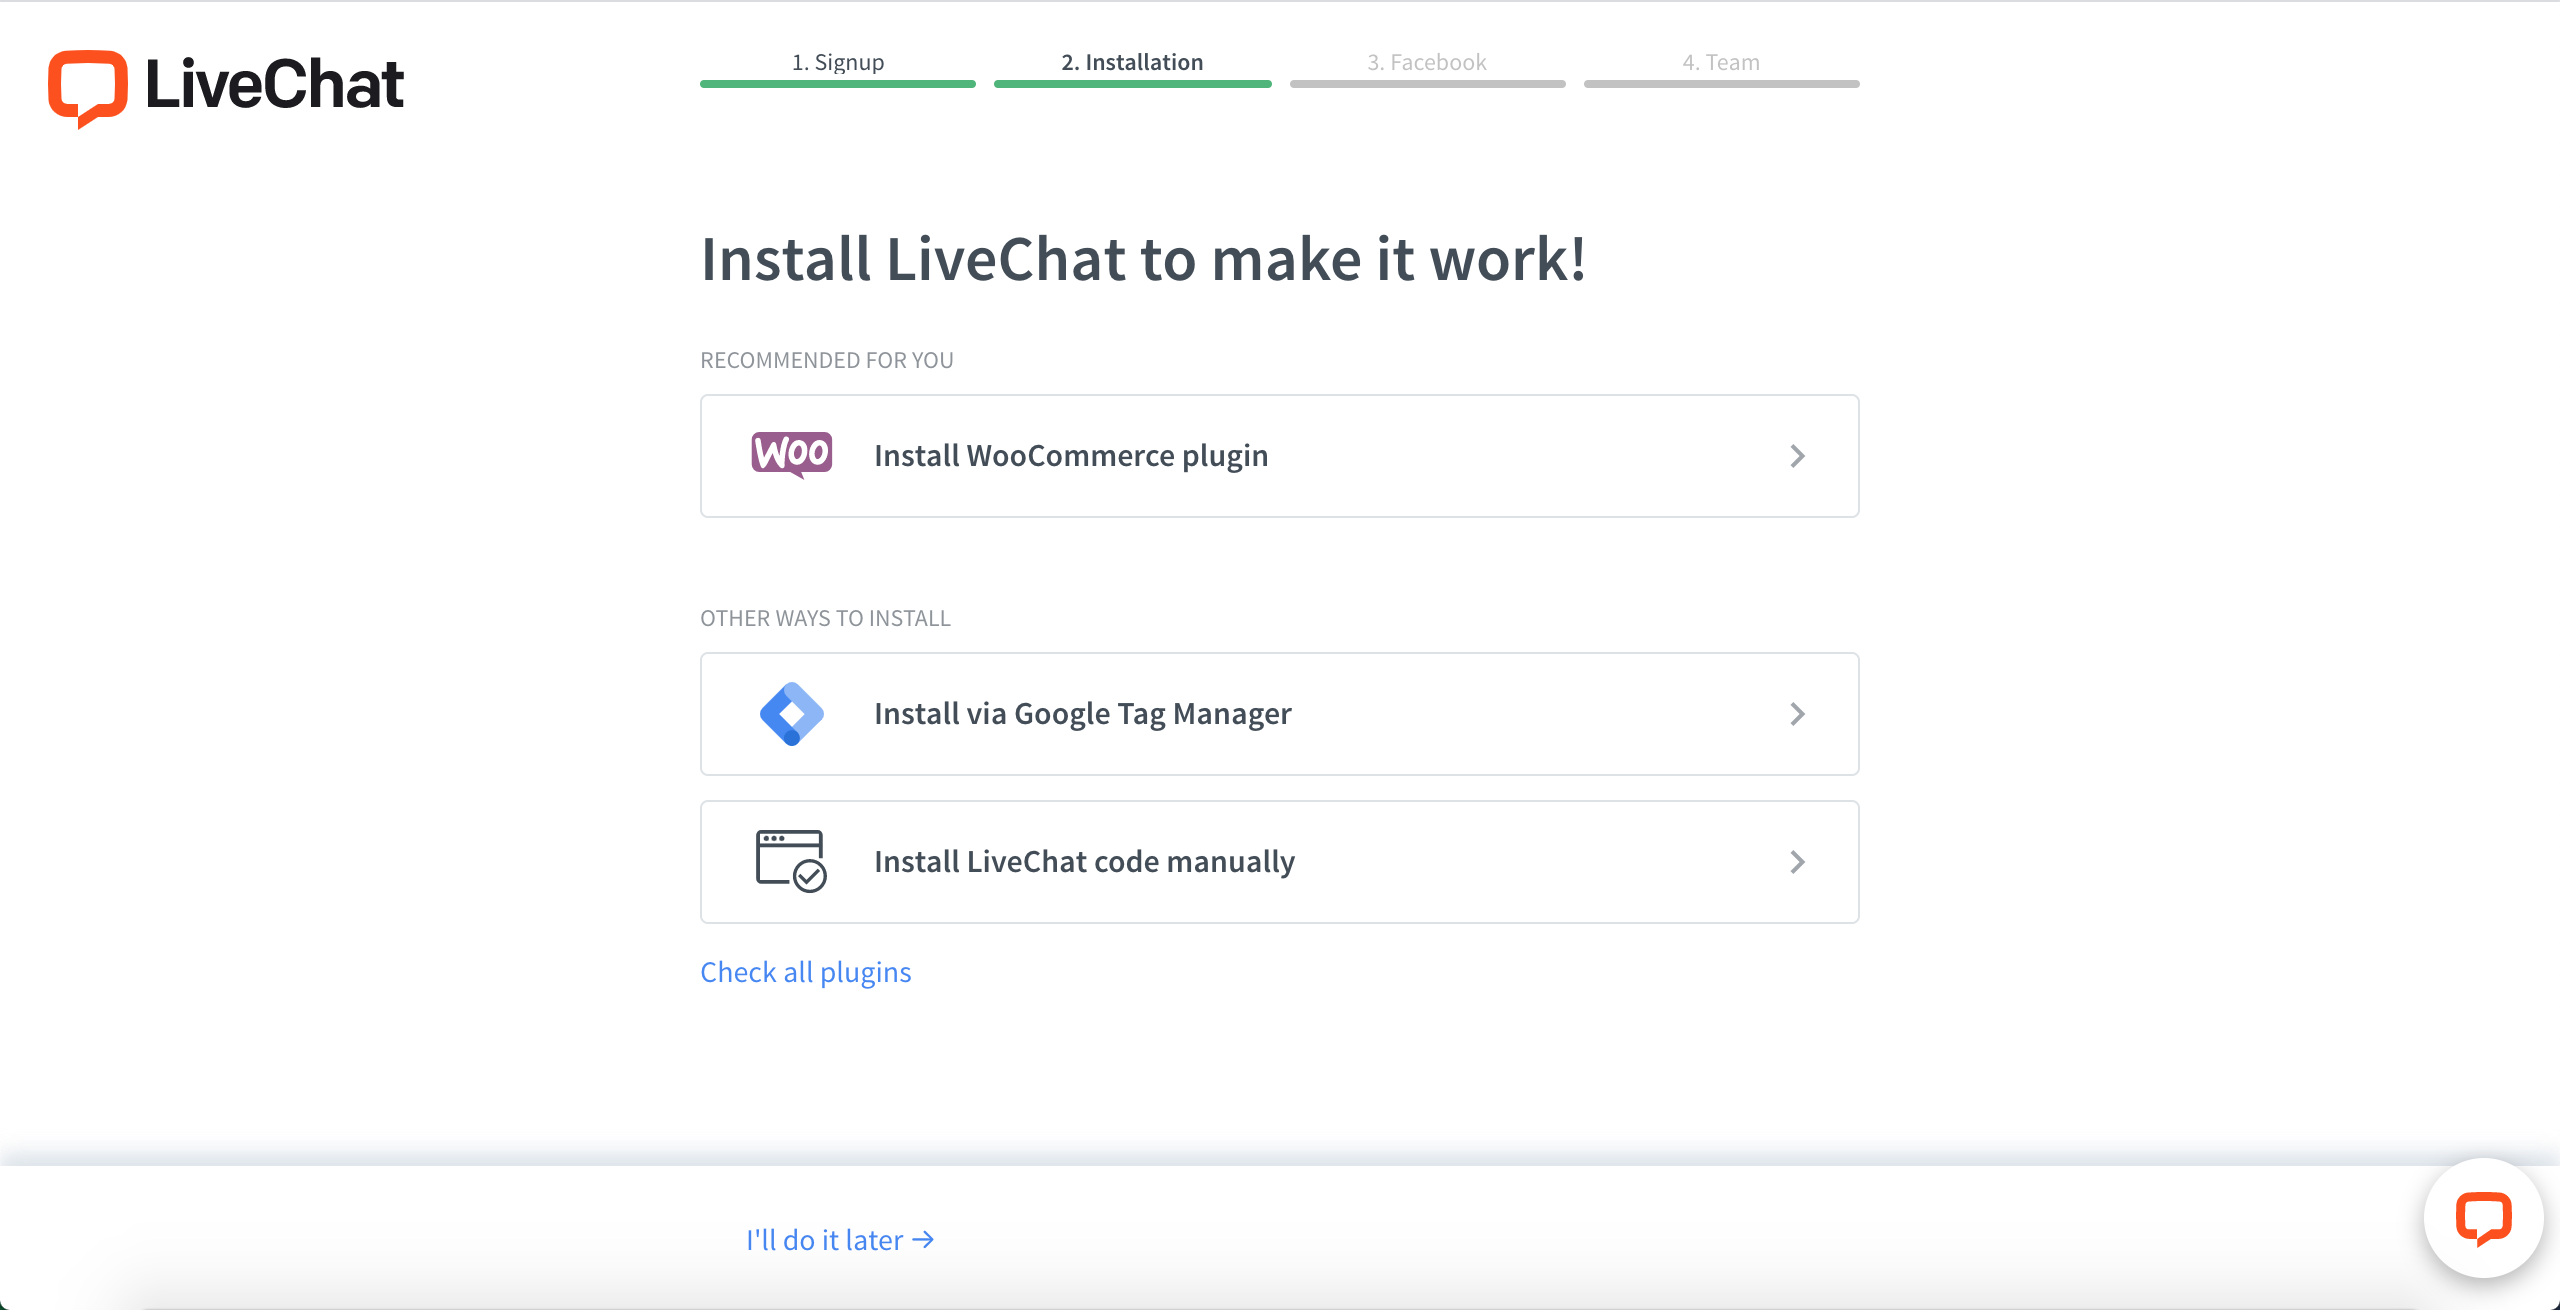 LiveChat
1. Signup
2. Installation
3. Facebook
4. Team
Install LiveChat to make it work!
RECOMMENDED FOR YOU
WOO
Install WooCommerce plugin
OTHER WAYS TO INSTALL
Install via Google Tag Manager
Install LiveChat code manually
Check all plugins
I'll do it later →